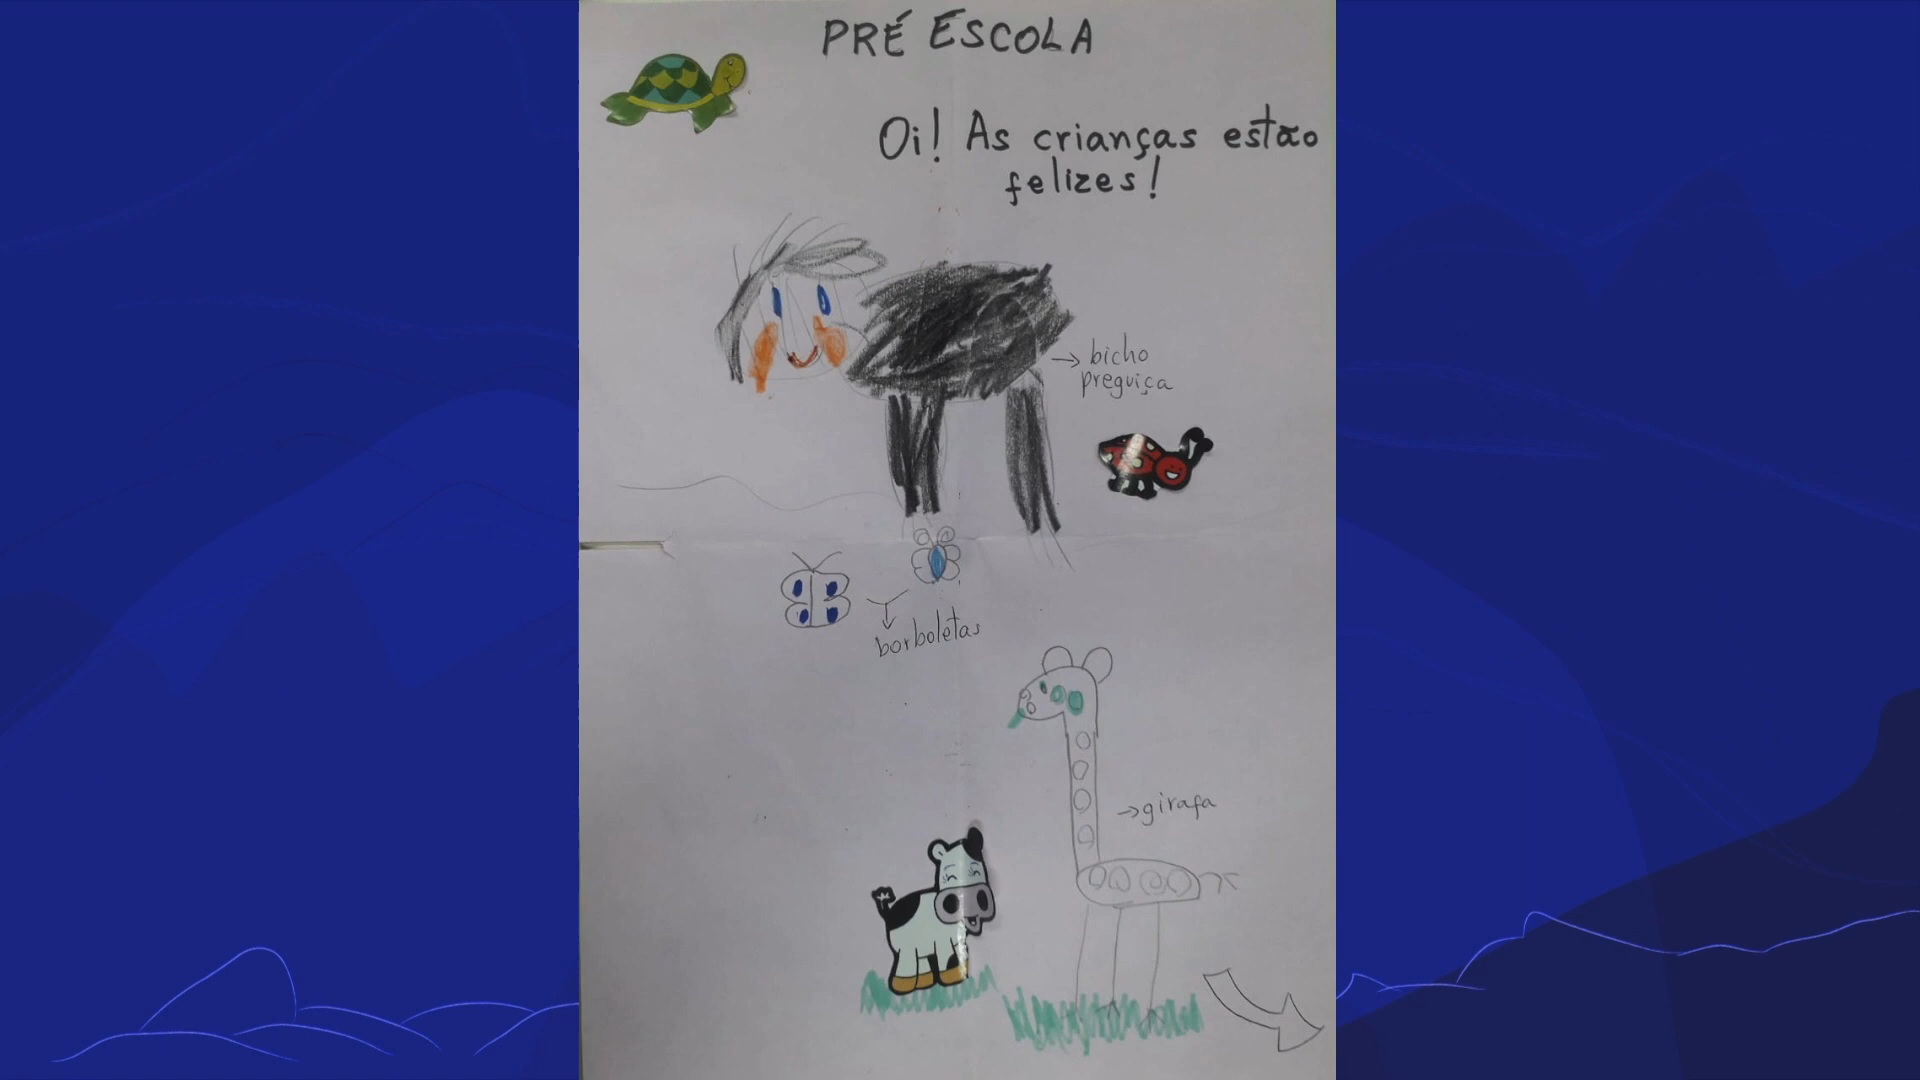 PRÉ ESCOLA
Oi! As crianças estão
felizes!
bicho
preguiça
borboletas
girafa